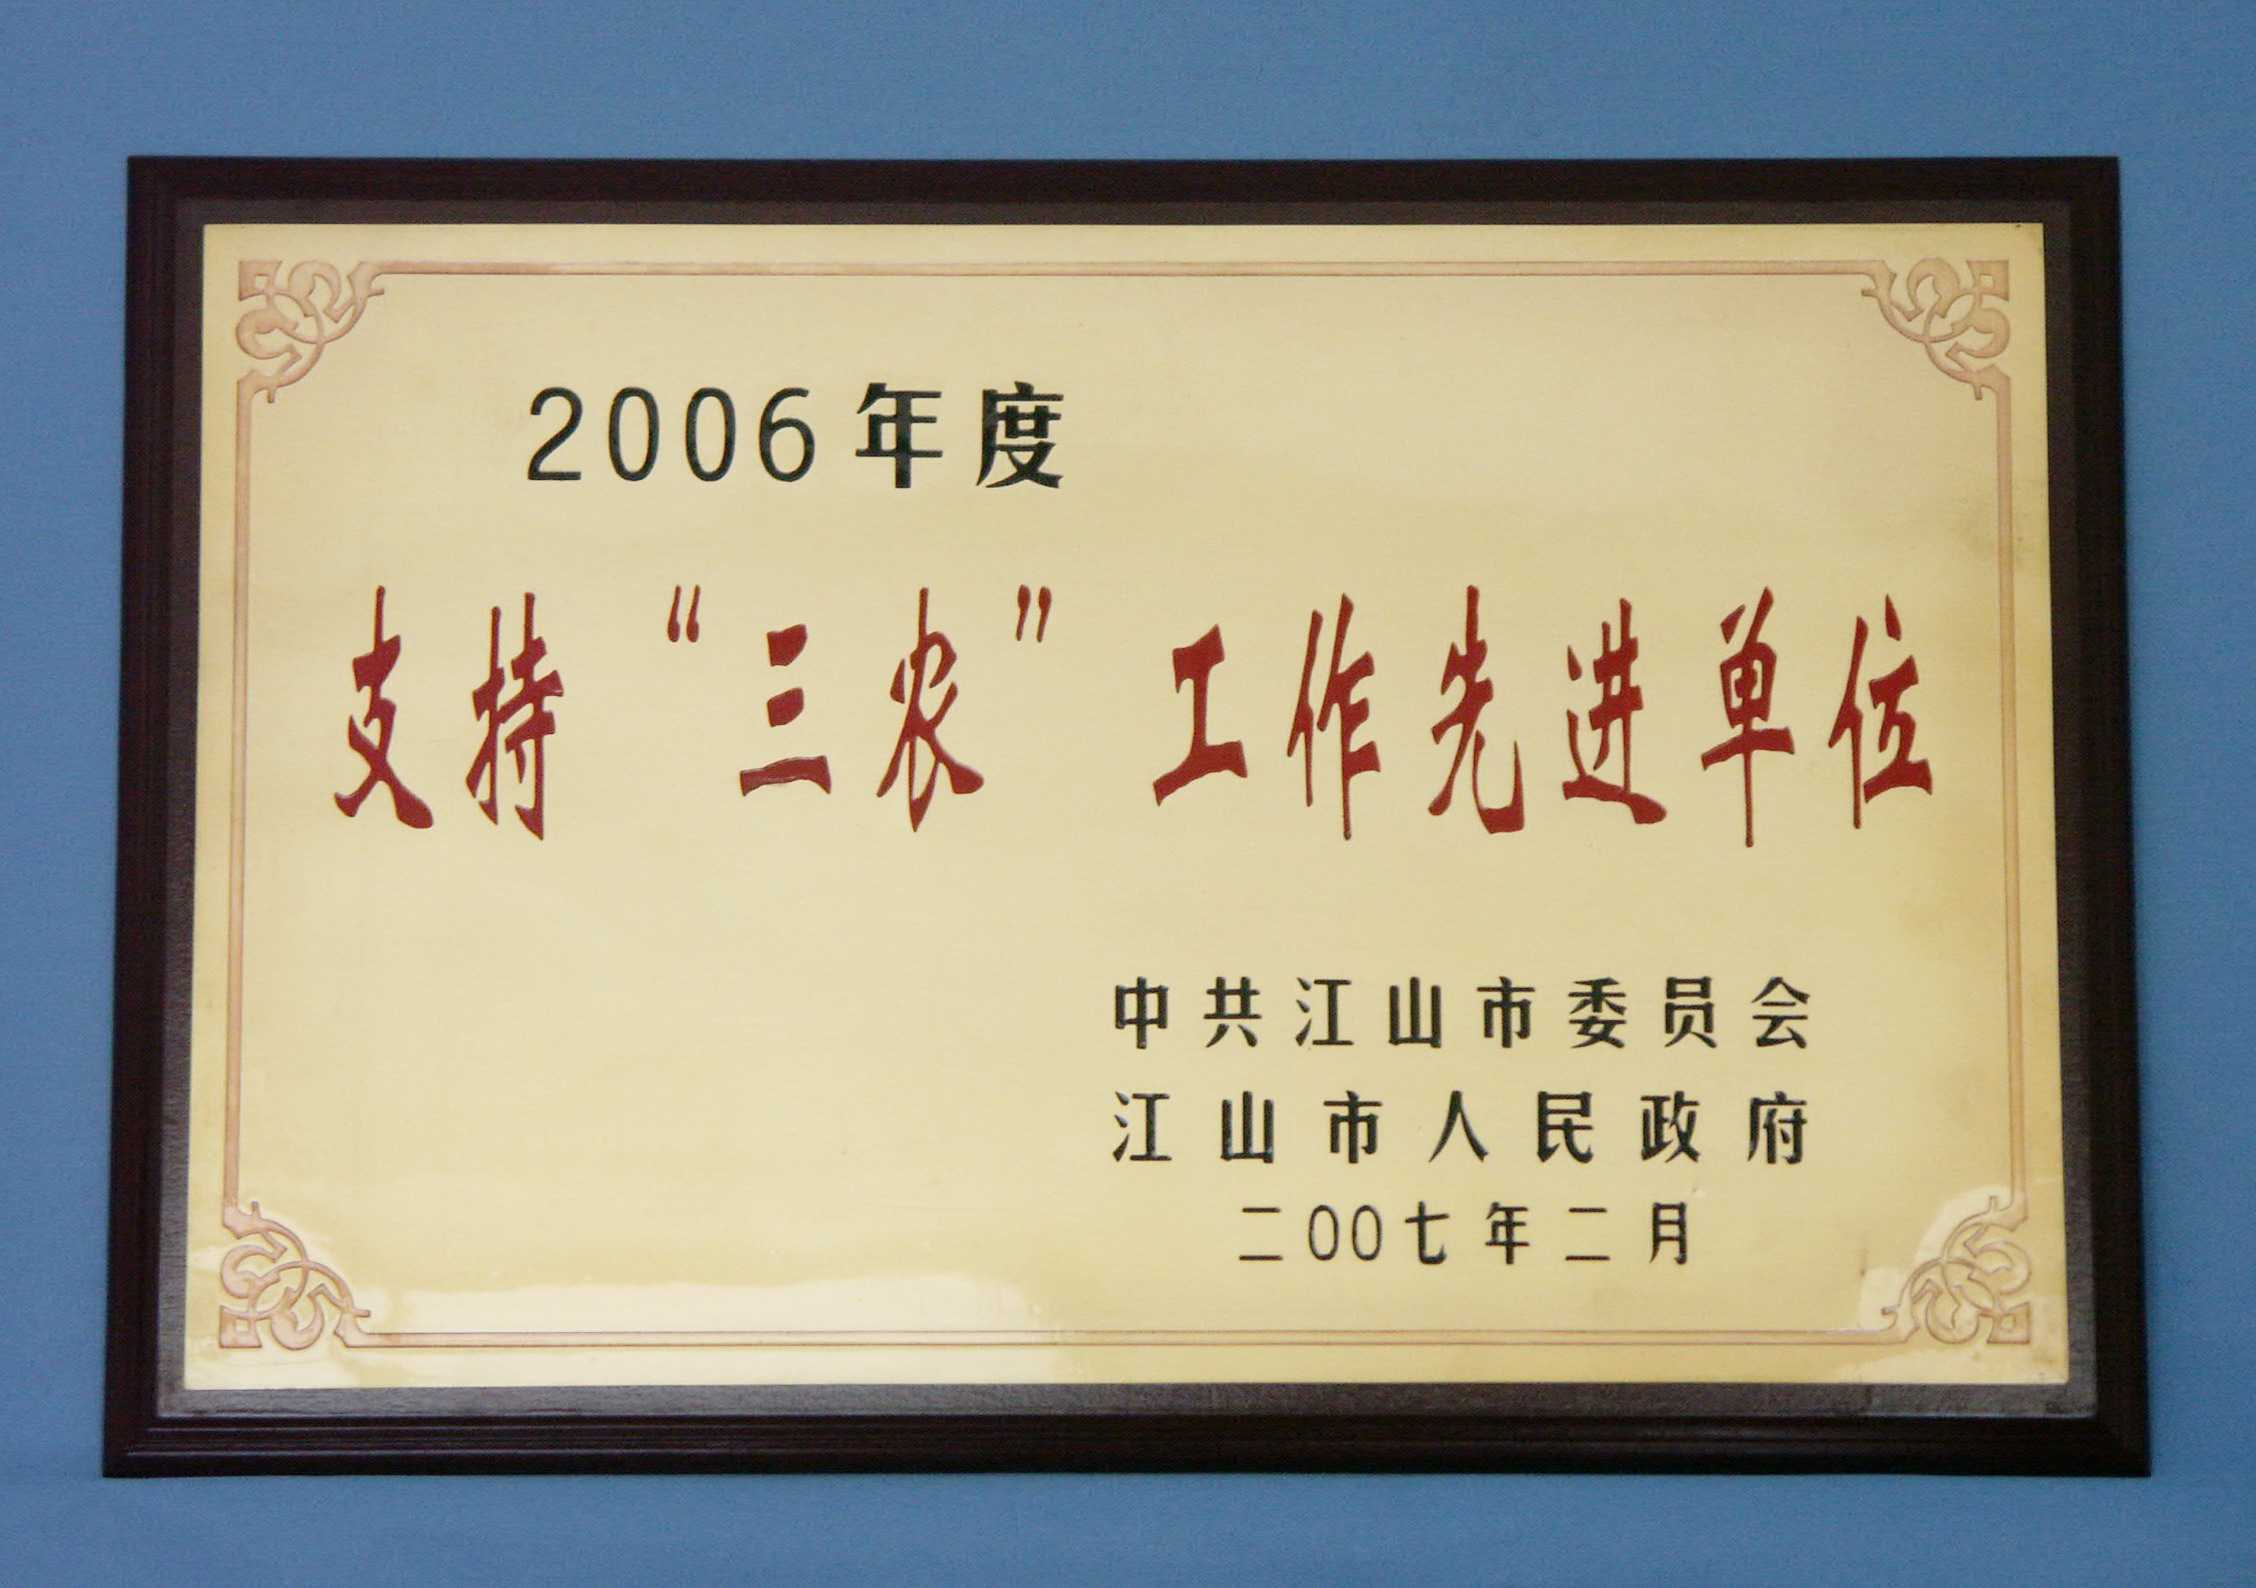 2006年度
支持“三农”工作先进单位
中共江山市委员会
江山市人民政府
二00七年二月